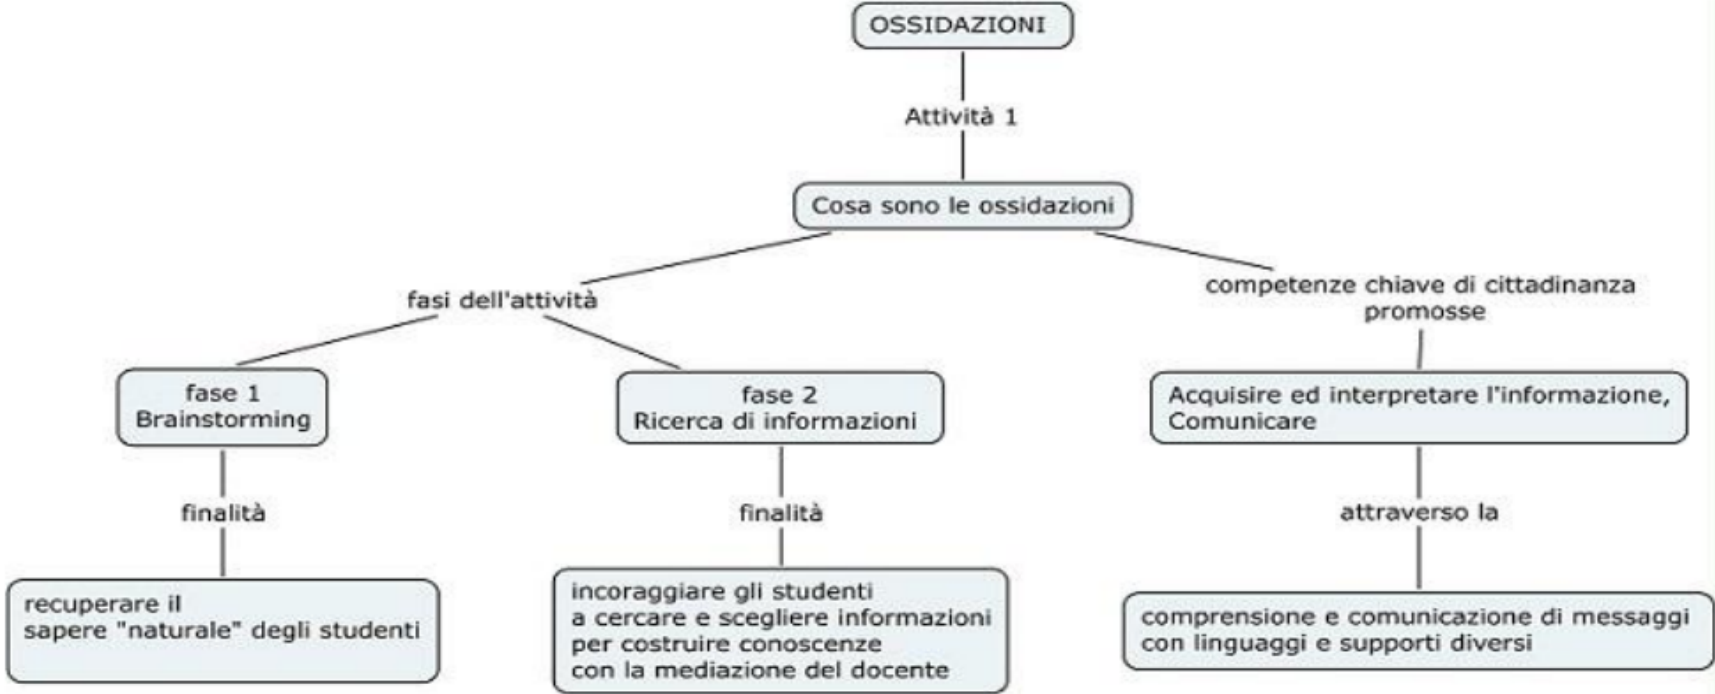 OSSIDAZIONI
Attività 1
Cosa sono le ossidazioni
fasi dell'attività
competenze chiave di cittadinanza
promosse
fase 1
Brainstorming
fase 2
Ricerca di informazioni
Acquisire ed interpretare l'informazione,
Comunicare
finalità
finalità
attraverso la
recuperare il
sapere "naturale" degli studenti
incoraggiare gli studenti
a cercare e scegliere informazioni
per costruire conoscenze
con la mediazione del docente
comprensione e comunicazione di messaggi
con linguaggi e supporti diversi